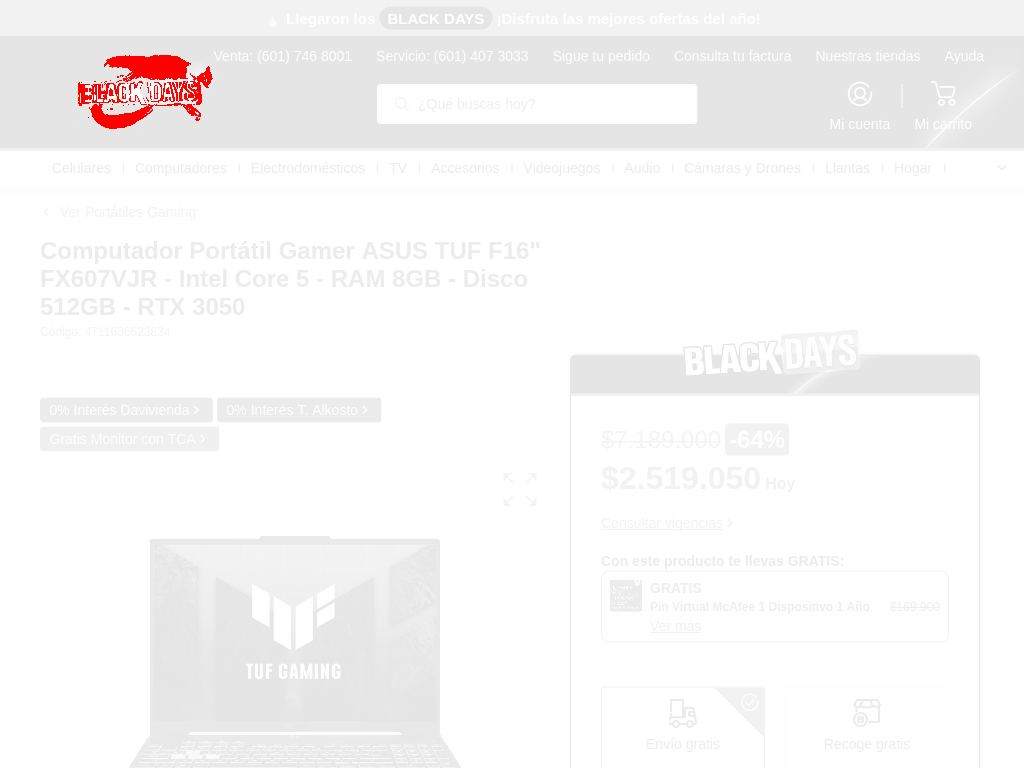 Llegaron los BLACK DAYS ¡Disfruta las mejores ofertas del año!
Venta: (601) 746 8001 Servicio: (601) 407 3033 Sigue tu pedido Consulta tu factura Nuestras tiendas Ayuda
BLACK DAYS
¿Qué buscas hoy?
Mi cuenta Mi carrito
Celulares Computadores Electrodomésticos TV Accesorios Videojuegos Audio Cámaras y Drones Llantas Hogar
Ver Portátiles Gaming
Computador Portátil Gamer ASUS TUF F16"
FX607VJR - Intel Core 5 - RAM 8GB - Disco
512GB - RTX 3050
Código: 4711636623834
0% Interés Davivienda 0% Interés T. Alkosto
Gratis Monitor con TCA
TUF GAMING
BLACK DAYS
$7.189.000 -64%
$2.519.050 Hoy
Consultar vigencias
Con este producto te llevas GRATIS:
GRATIS
Pin Virtual McAfee 1 Dispositivo 1 Año $169.900
Ver más
Envío gratis Recoge gratis